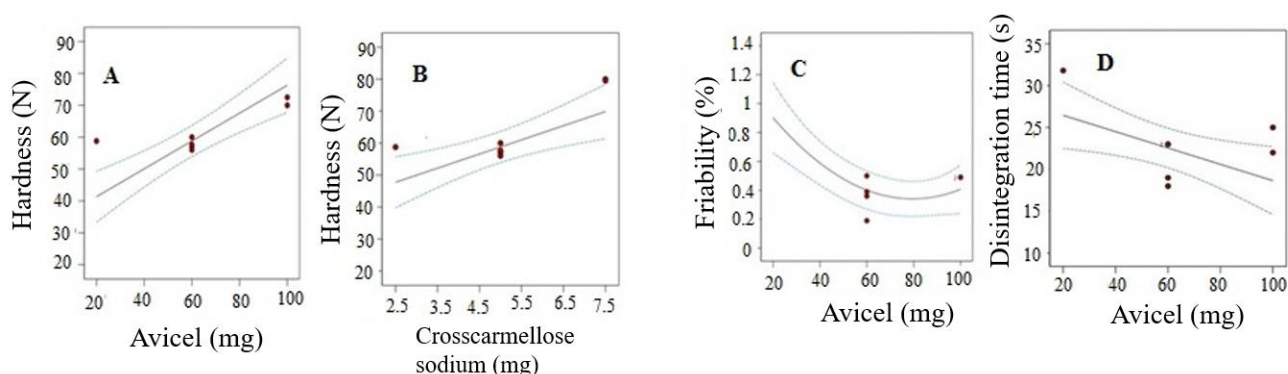 Hardness (N)
90
80
70
60
50
40
30
20
A
20 40 60 80 100
Avicel (mg)
Hardness (N)
90
80
70
60
50
40
30
20
B
2.5 3.5 4.5 5.5 6.5 7.5
Crosscarmellose
sodium (mg)
Friability (%)
1.4
1.2
1
0.8
0.6
0.4
0.2
0
C
20 40 60 80 100
Avicel (mg)
Disintegration time (s)
35
30
25
20
15
10
D
20 40 60 80 100
Avicel (mg)